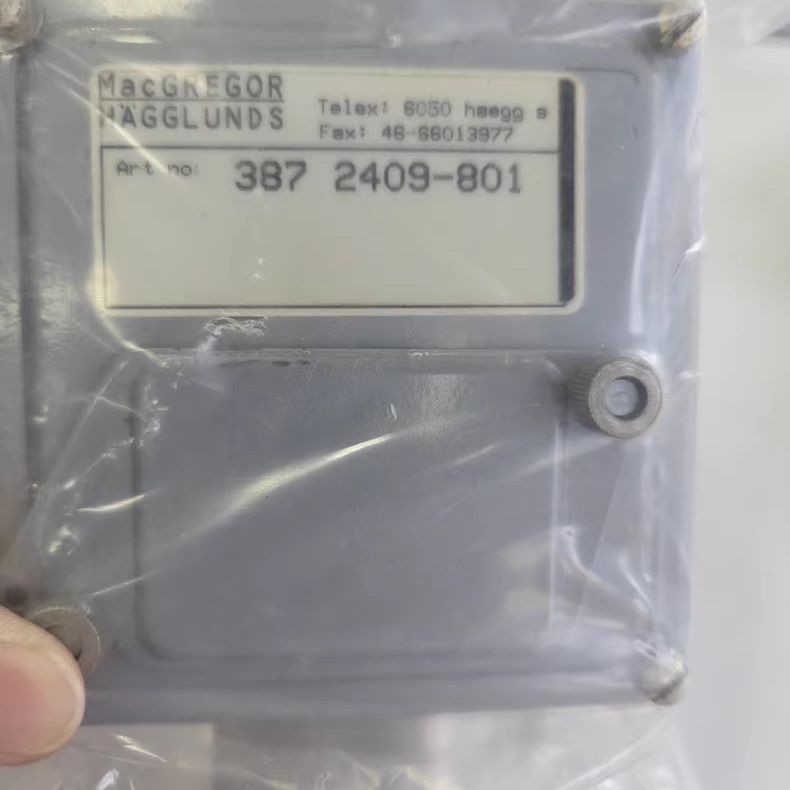 MacGREGOR
HÄGGLUNDS
Telex: 6050 haegg s
Fax: 46-66013977
Art no: 387 2409-801